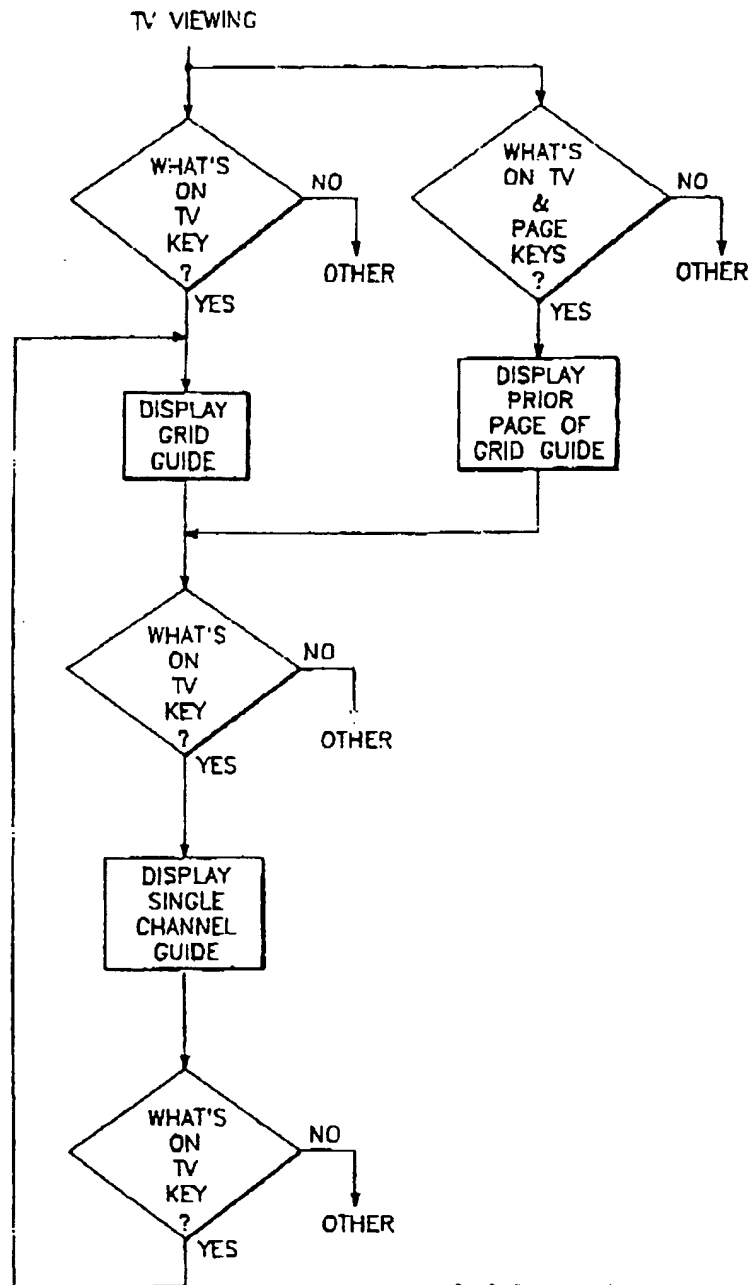 TV VIEWING
WHAT'S
ON
TV
KEY
?
NO
OTHER
YES
WHAT'S
ON TV
&
PAGE
KEYS
?
NO
OTHER
YES
DISPLAY
GRID
GUIDE
DISPLAY
PRIOR
PAGE OF
GRID GUIDE
WHAT'S
ON
TV
KEY
?
NO
OTHER
YES
DISPLAY
SINGLE
CHANNEL
GUIDE
WHAT'S
ON
TV
KEY
?
NO
OTHER
YES